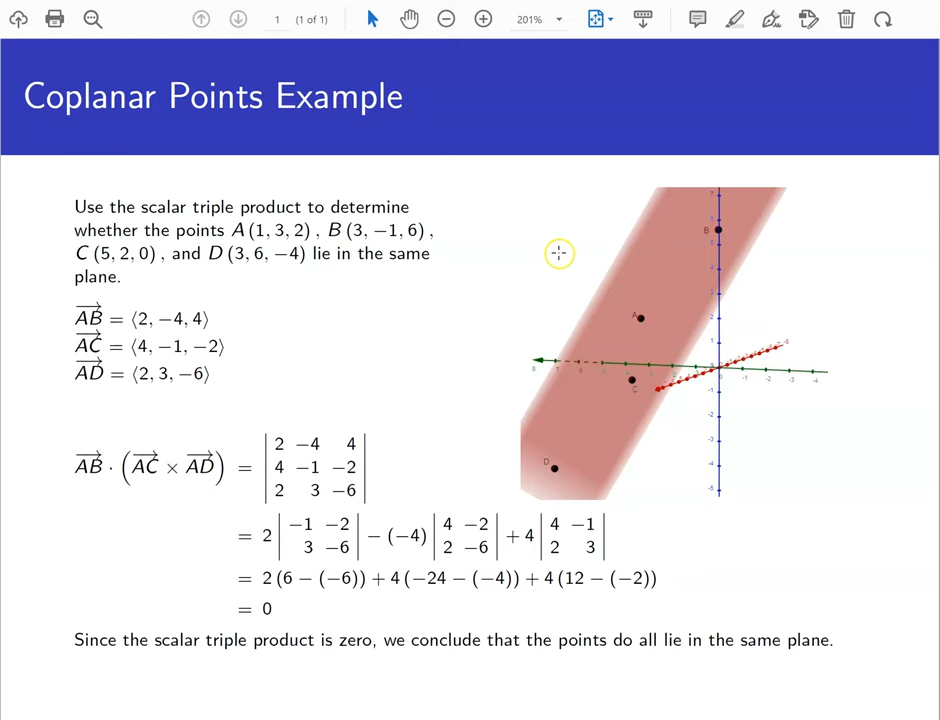 1 (1 of 1) 201%
Coplanar Points Example
Use the scalar triple product to determine
whether the points A (1, 3, 2) , B (3, −1, 6) ,
C (5, 2, 0) , and D (3, 6, −4) lie in the same
plane.
AB = ⟨2, −4, 4⟩
AC = ⟨4, −1, −2⟩
AD = ⟨2, 3, −6⟩
B
A
C
D
AB · (AC × AD) = | 2 −4 4 |
| 4 −1 −2 |
| 2 3 −6 |
= 2 | −1 −2 | − (−4) | 4 −2 | + 4 | 4 −1 |
| 3 −6 | | 2 −6 | | 2 3 |
= 2 (6 − (−6)) + 4 (−24 − (−4)) + 4 (12 − (−2))
= 0
Since the scalar triple product is zero, we conclude that the points do all lie in the same plane.